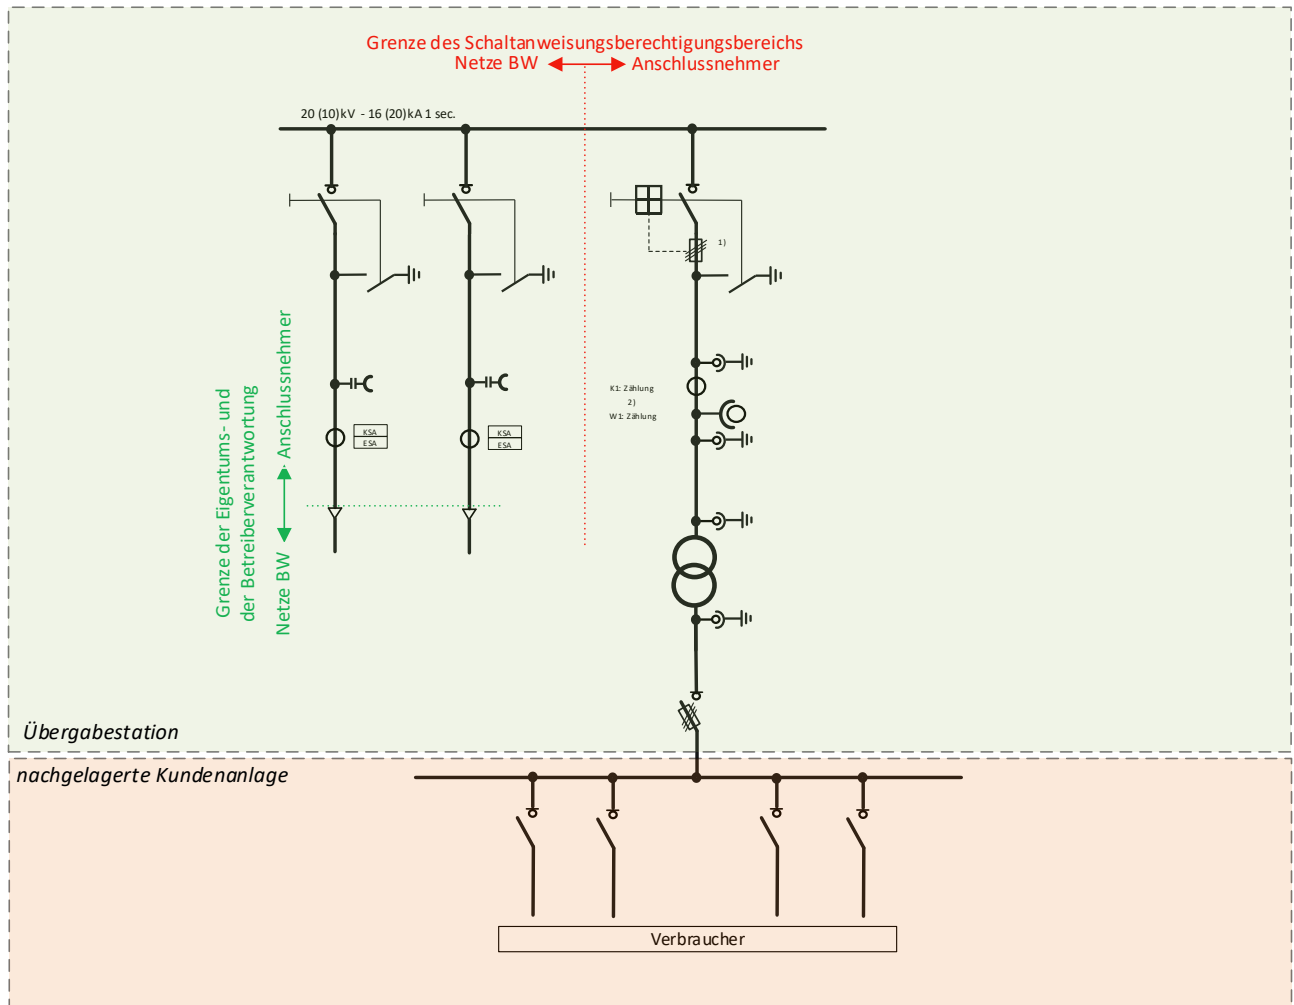 Grenze des Schaltanweisungsberechtigungsbereichs
Netze BW
Anschlussnehmer
20 (10)kV - 16 (20)kA 1 sec.
1)
K1: Zählung
2)
W1: Zählung
KSA
ESA
KSA
ESA
Grenze der Eigentums- und
der Betreiberverantwortung
Netze BW
Anschlussnehmer
Übergabestation
nachgelagerte Kundenanlage
Verbraucher